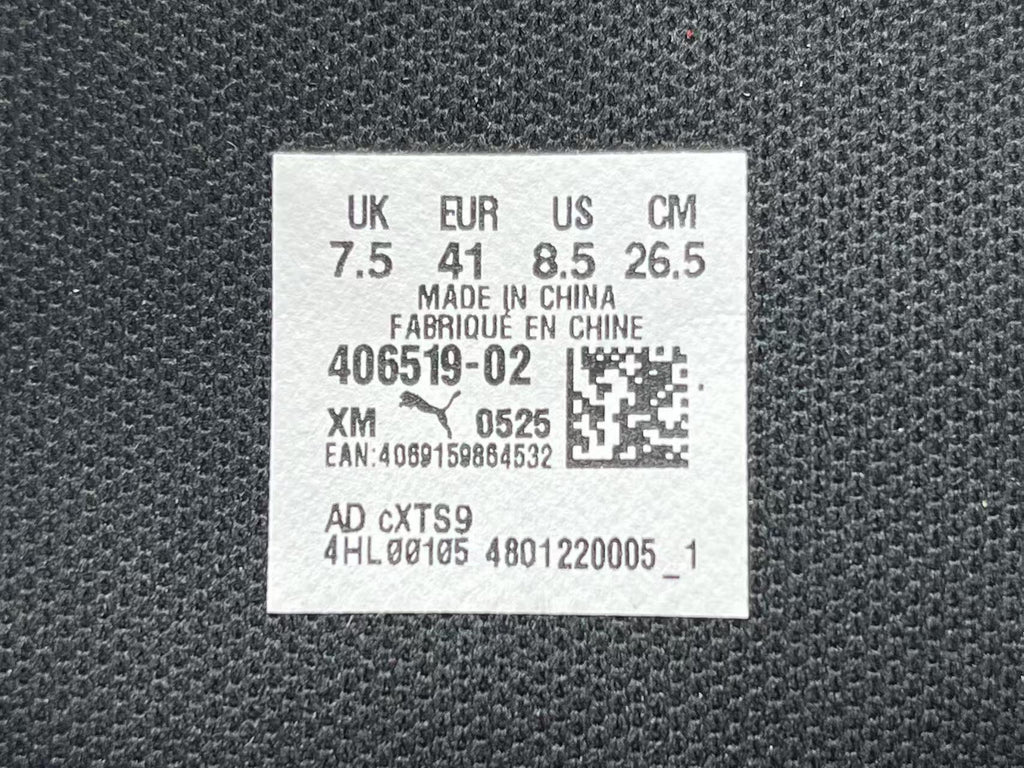 UK EUR US CM
7.5 41 8.5 26.5
MADE IN CHINA
FABRIQUÉ EN CHINE
406519-02
XM 0525
EAN:4069159864532
AD cXTS9
4HL00105 4801220005_1